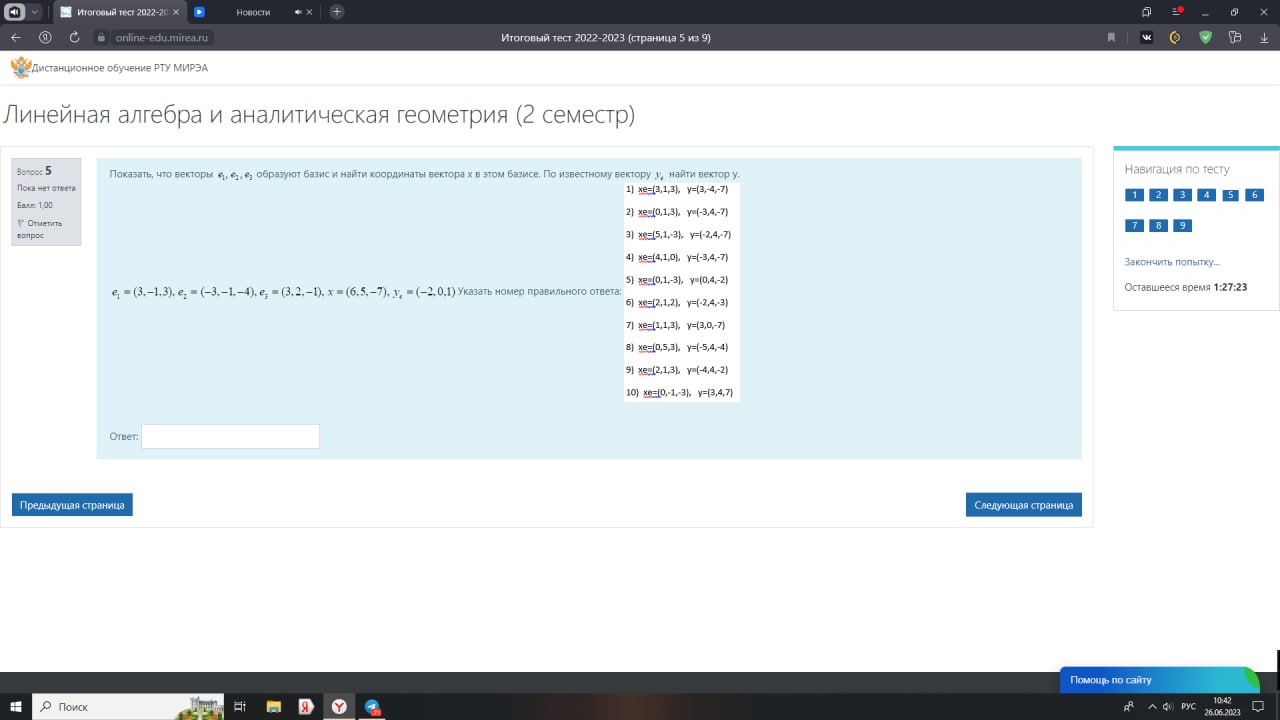 Итоговый тест 2022-20
Новости
online-edu.mirea.ru
Итоговый тест 2022-2023 (страница 5 из 9)
Дистанционное обучение РТУ МИРЭА
Линейная алгебра и аналитическая геометрия (2 семестр)
Вопрос 5
Пока нет ответа
Балл: 1,00
Отметить
вопрос
Показать, что векторы e₁, e₂, e₃ образуют базис и найти координаты вектора x в этом базисе. По известному вектору yₑ найти вектор y.
e₁ = (3,−1,3), e₂ = (−3,−1,−4), e₃ = (3,2,−1), x = (6,5,−7), yₑ = (−2,0,1) Указать номер правильного ответа:
1) xe=(3,1,3), y=(3,-4,-7)
2) xe=(0,1,3), y=(-3,4,-7)
3) xe=(5,1,-3), y=(-2,4,-7)
4) xe=(4,1,0), y=(-3,4,-7)
5) xe=(0,1,-3), y=(0,4,-2)
6) xe=(2,1,2), y=(-2,4,-3)
7) xe=(1,1,3), y=(3,0,-7)
8) xe=(0,5,3), y=(-5,4,-4)
9) xe=(2,1,3), y=(-4,4,-2)
10) xe=(0,-1,-3), y=(3,4,7)
Ответ:
Предыдущая страница
Следующая страница
Навигация по тесту
1 2 3 4 5 6
7 8 9
Закончить попытку...
Оставшееся время 1:27:23
Помощь по сайту
Поиск
РУС
10:42
26.06.2023